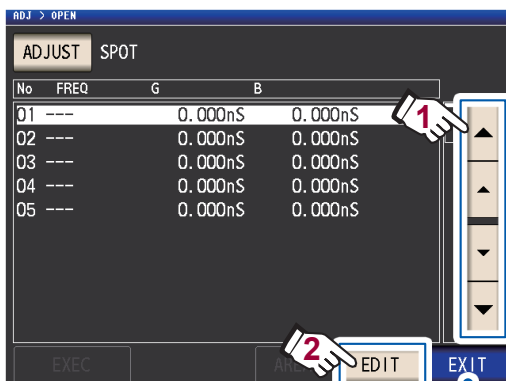 ADJ > OPEN
ADJUST SPOT
No FREQ G B
01 --- 0.000nS 0.000nS
02 --- 0.000nS 0.000nS
03 --- 0.000nS 0.000nS
04 --- 0.000nS 0.000nS
05 --- 0.000nS 0.000nS
1
2
EXEC EDIT EXIT